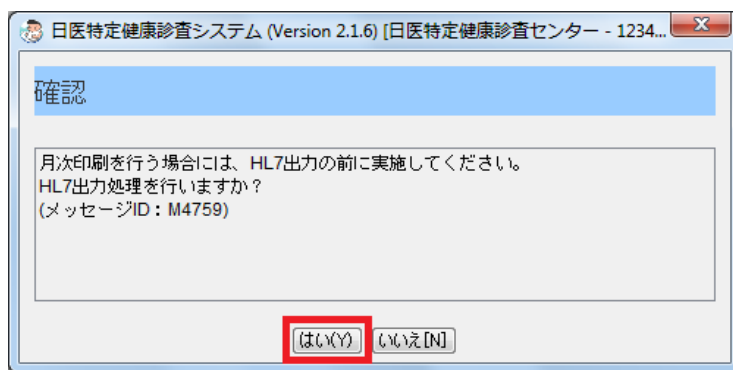 日医特定健康診査システム (Version 2.1.6) [日医特定健康診査センター - 1234...
確認
月次印刷を行う場合には、HL7出力の前に実施してください。
HL7出力処理を行いますか？
(メッセージID：M4759)
はい(Y) いいえ[N]